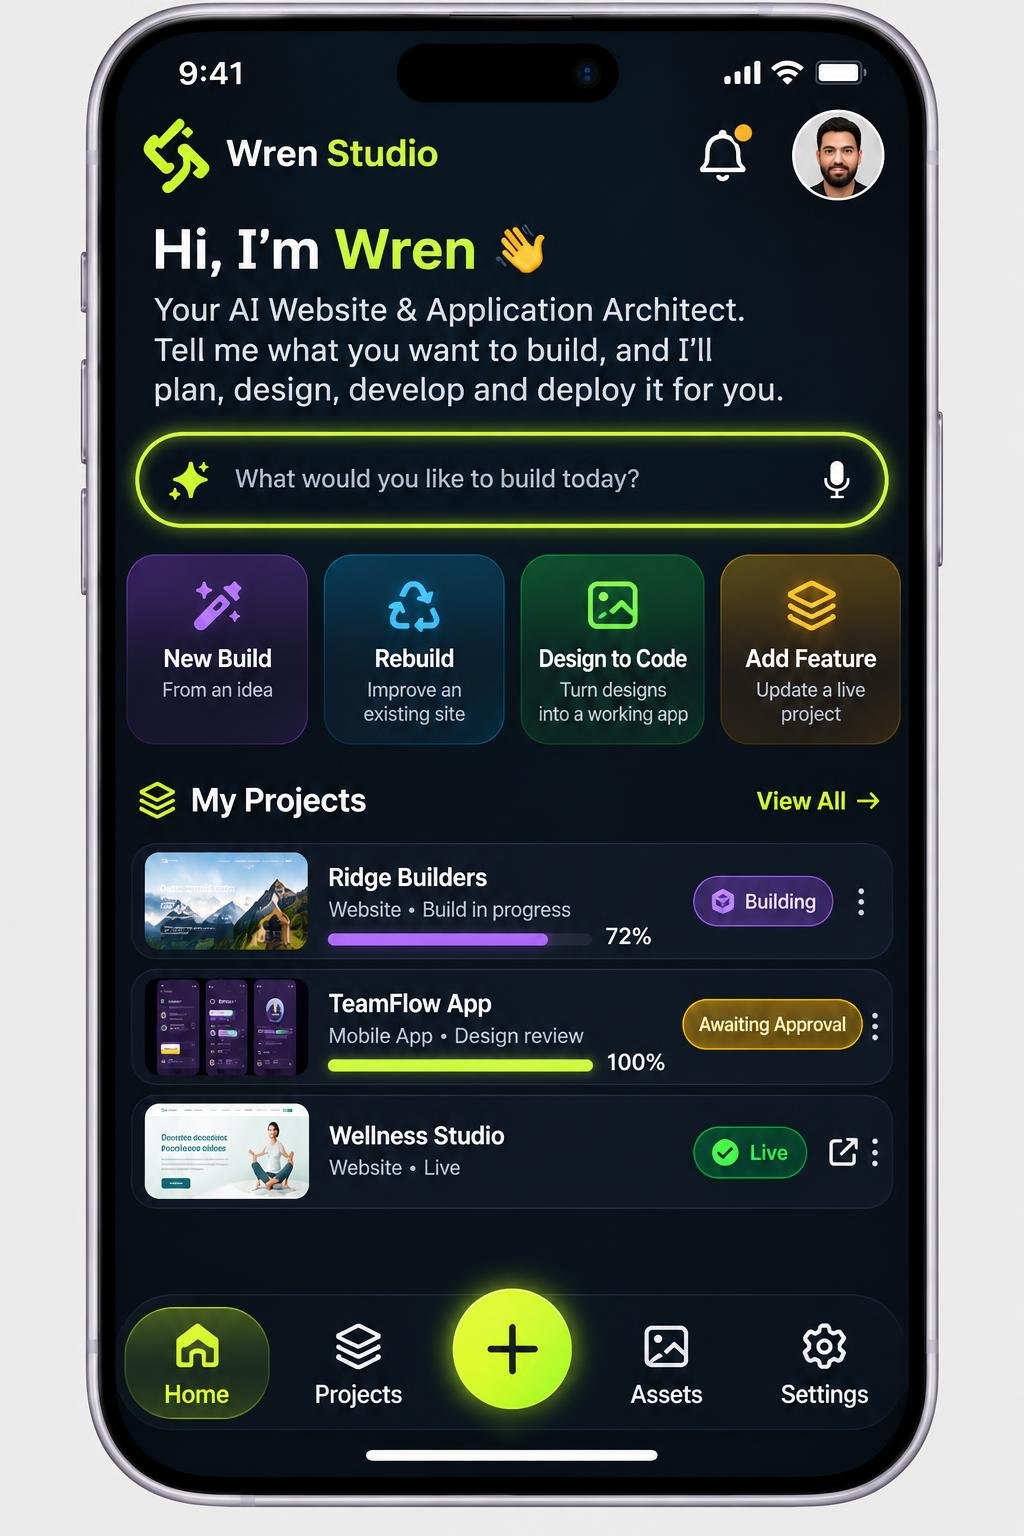 9:41
Wren Studio
Hi, I'm Wren 👋
Your AI Website & Application Architect.
Tell me what you want to build, and I'll
plan, design, develop and deploy it for you.
What would you like to build today?
New Build
From an idea
Rebuild
Improve an
existing site
Design to Code
Turn designs
into a working app
Add Feature
Update a live
project
My Projects
View All →
Ridge Builders
Website • Build in progress
72%
Building
TeamFlow App
Mobile App • Design review
100%
Awaiting Approval
Wellness Studio
Website • Live
Live
Home
Projects
+
Assets
Settings